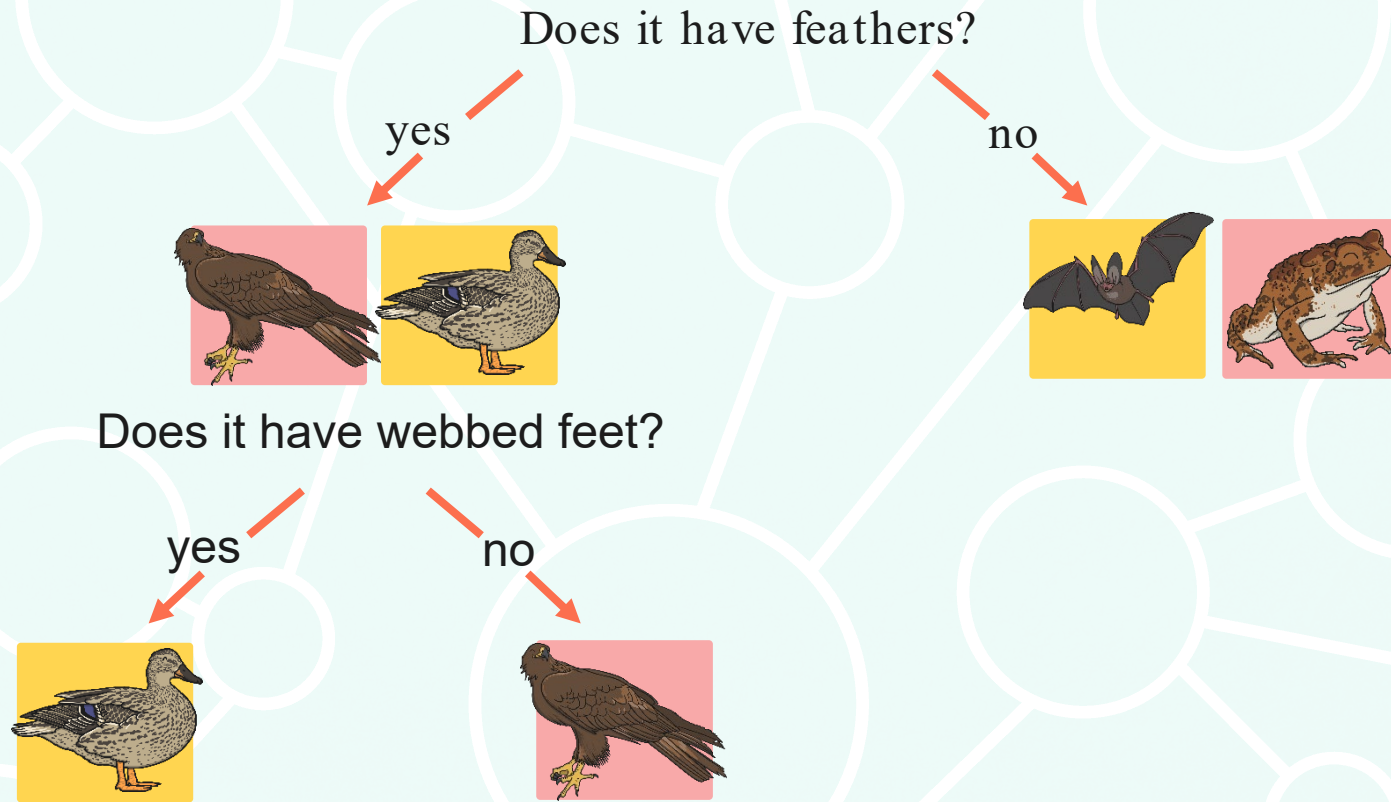 Does it have feathers?
yes
no
Does it have webbed feet?
yes
no